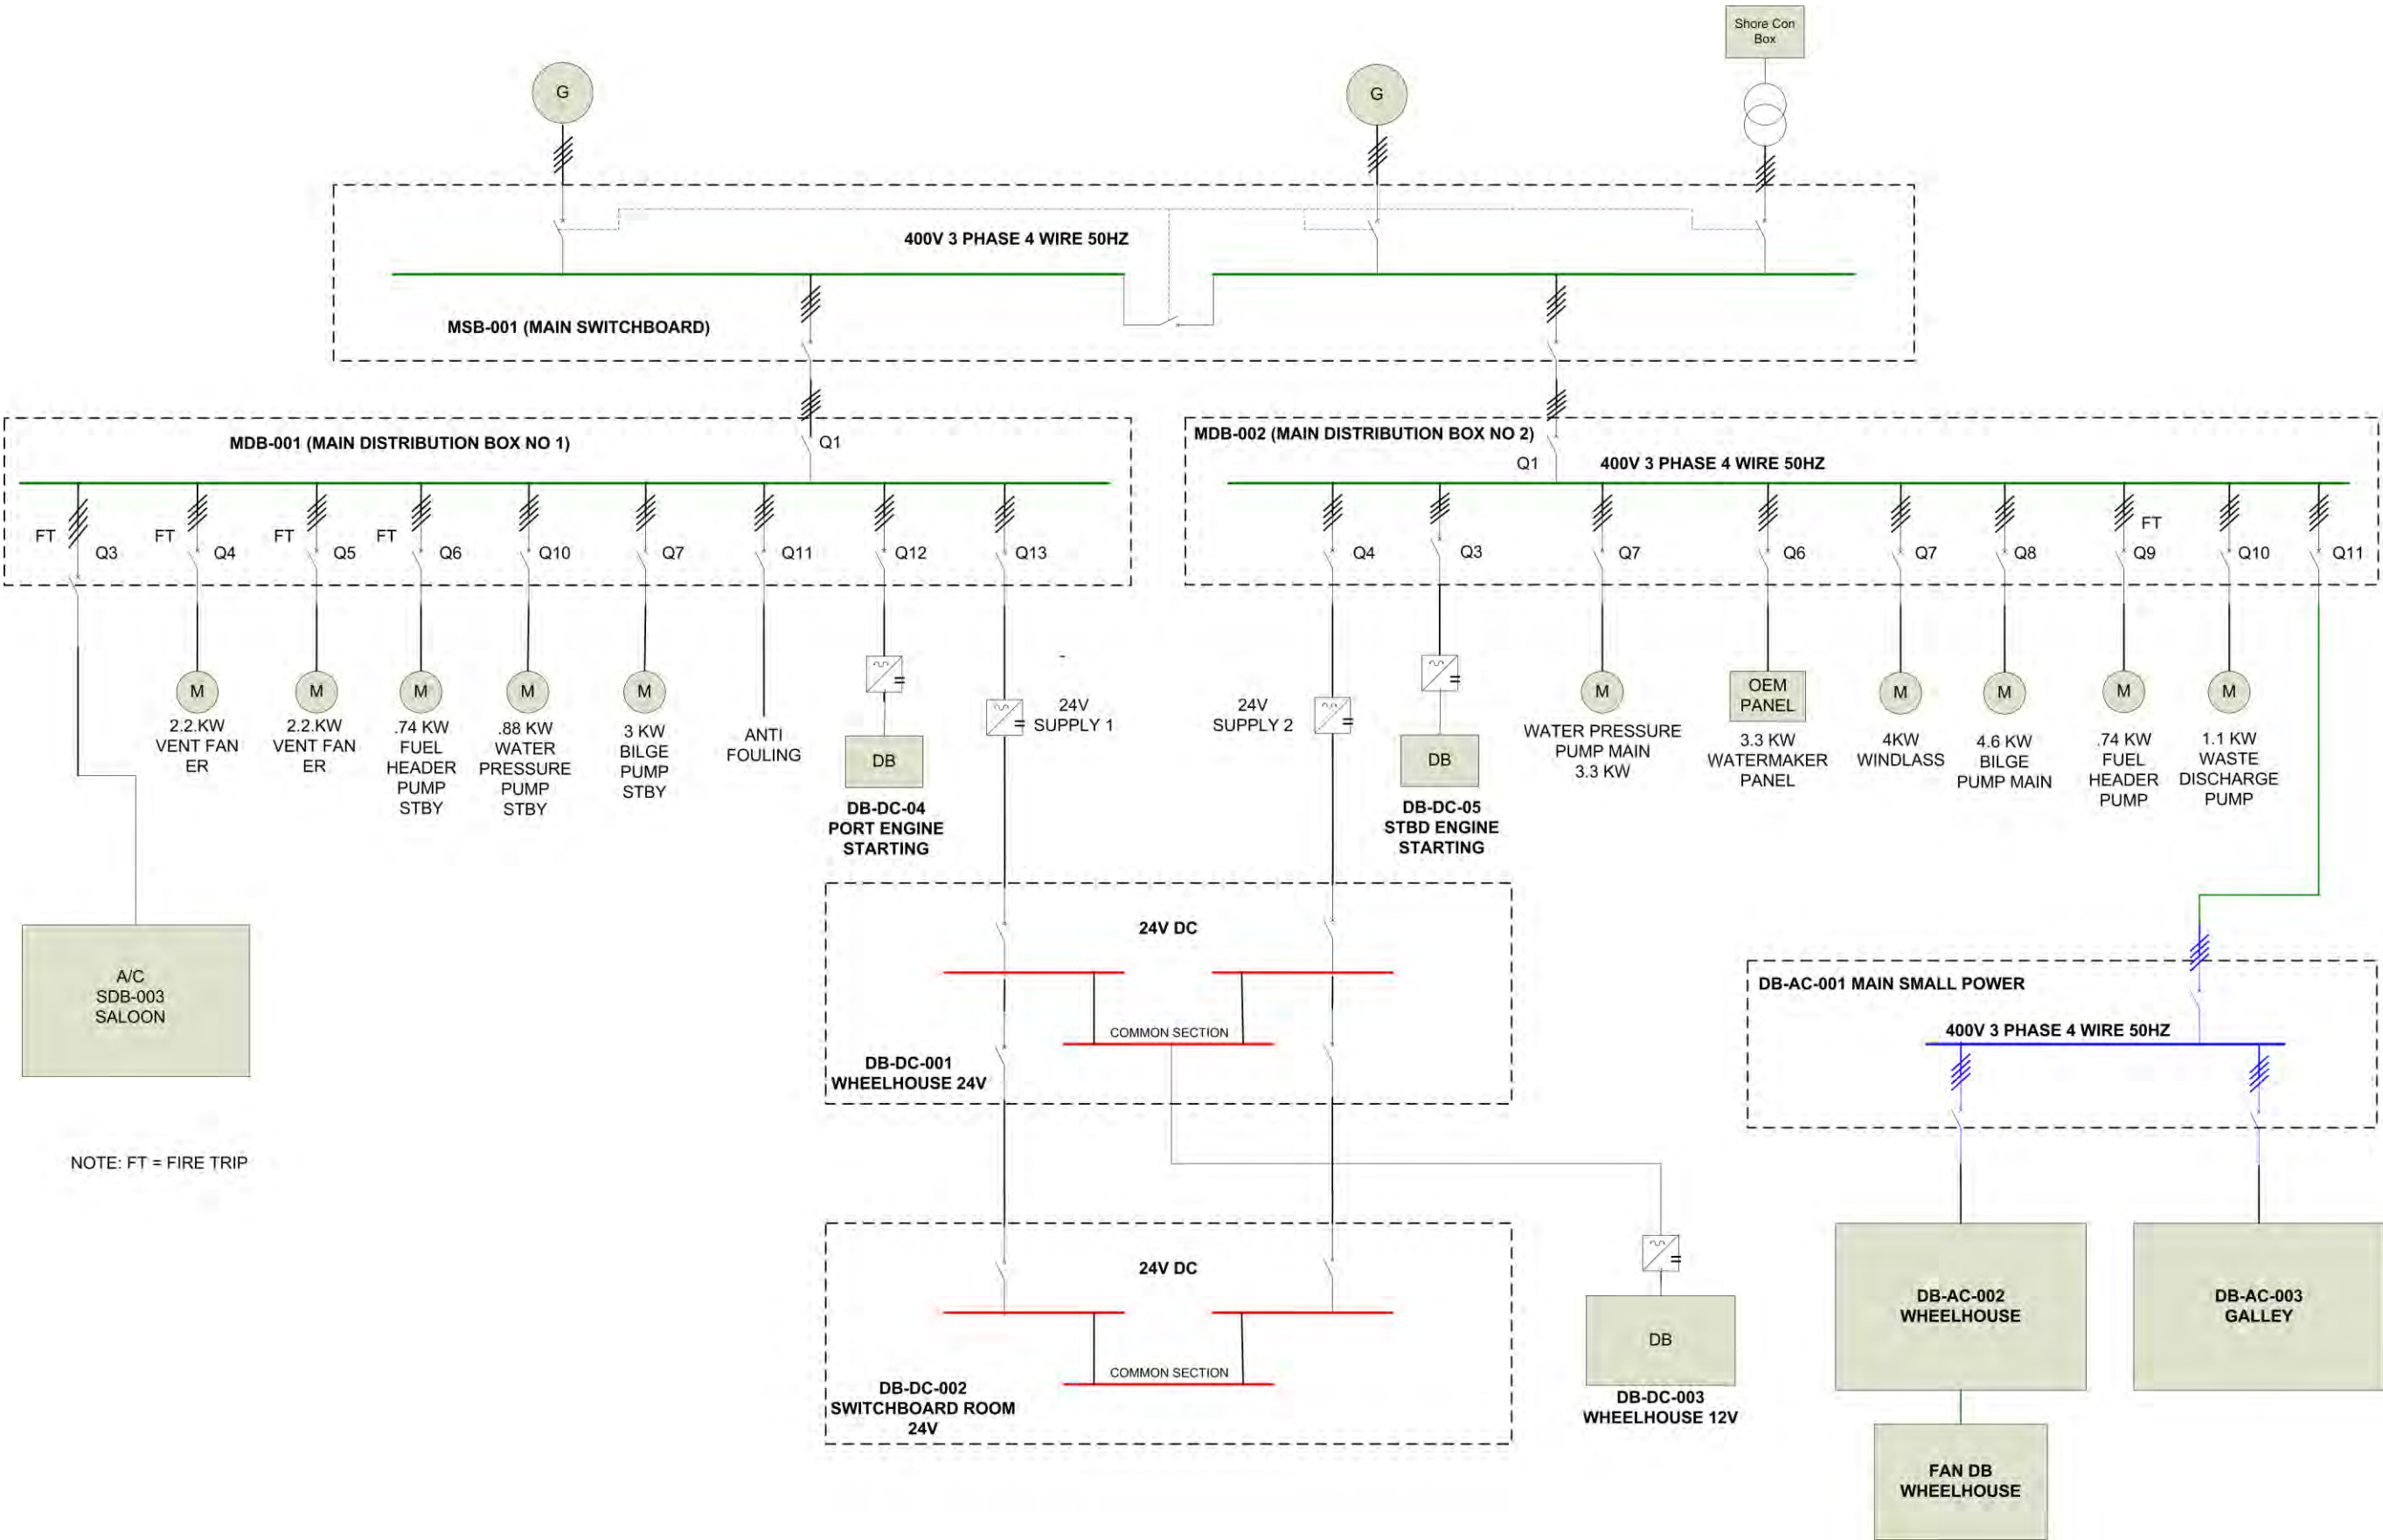 Shore Con
Box
G
G
400V 3 PHASE 4 WIRE 50HZ
MSB-001 (MAIN SWITCHBOARD)
MDB-001 (MAIN DISTRIBUTION BOX NO 1)
Q1
MDB-002 (MAIN DISTRIBUTION BOX NO 2)
Q1
400V 3 PHASE 4 WIRE 50HZ
FT
Q3
FT
Q4
FT
Q5
FT
Q6
Q10
Q7
Q11
Q12
Q13
Q4
Q3
Q7
Q6
Q7
Q8
FT
Q9
Q10
Q11
M
2.2.KW
VENT FAN
ER
M
2.2.KW
VENT FAN
ER
M
.74 KW
FUEL
HEADER
PUMP
STBY
M
.88 KW
WATER
PRESSURE
PUMP
STBY
M
3 KW
BILGE
PUMP
STBY
ANTI
FOULING
DB
DB-DC-04
PORT ENGINE
STARTING
-
24V
SUPPLY 1
24V
SUPPLY 2
DB
DB-DC-05
STBD ENGINE
STARTING
M
WATER PRESSURE
PUMP MAIN
3.3 KW
OEM
PANEL
3.3 KW
WATERMAKER
PANEL
M
4KW
WINDLASS
M
4.6 KW
BILGE
PUMP MAIN
M
.74 KW
FUEL
HEADER
PUMP
M
1.1 KW
WASTE
DISCHARGE
PUMP
A/C
SDB-003
SALOON
24V DC
COMMON SECTION
DB-DC-001
WHEELHOUSE 24V
DB-AC-001 MAIN SMALL POWER
400V 3 PHASE 4 WIRE 50HZ
NOTE: FT = FIRE TRIP
24V DC
COMMON SECTION
DB-DC-002
SWITCHBOARD ROOM
24V
DB
DB-DC-003
WHEELHOUSE 12V
DB-AC-002
WHEELHOUSE
DB-AC-003
GALLEY
FAN DB
WHEELHOUSE